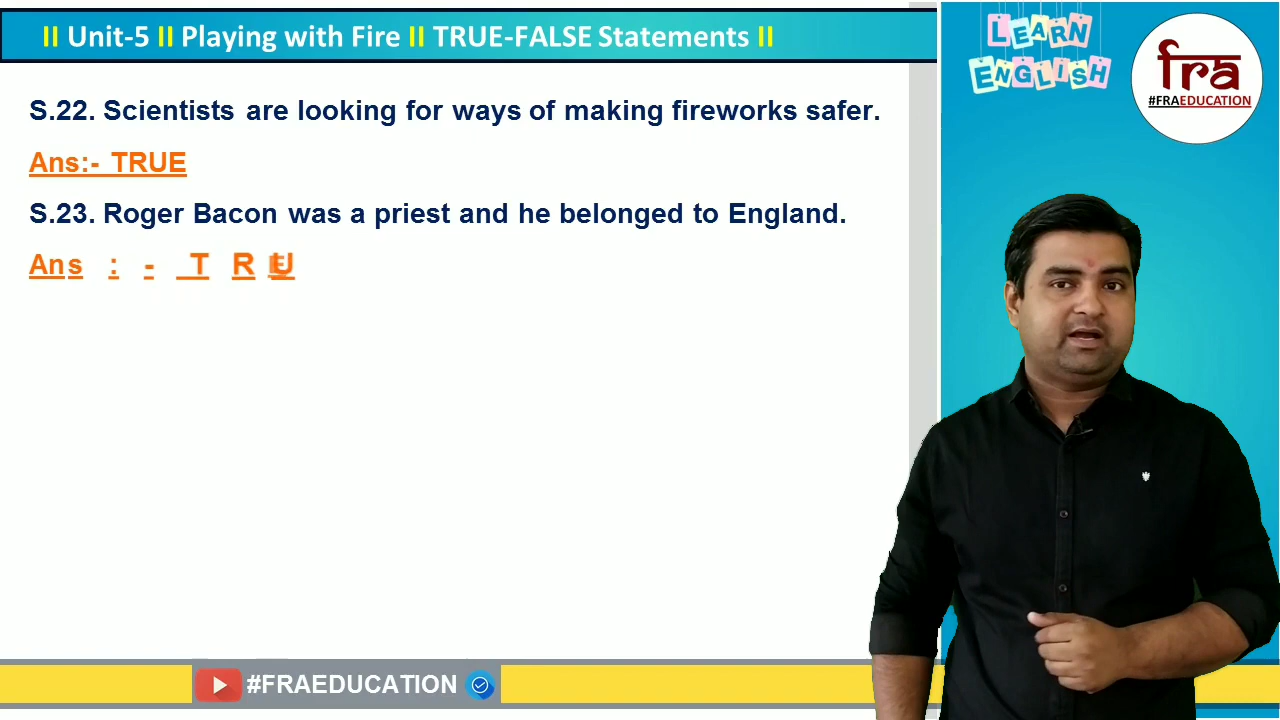 II Unit-5 II Playing with Fire II TRUE-FALSE Statements II
LEARN
ENGLISH
fra
#FRAEDUCATION
S.22. Scientists are looking for ways of making fireworks safer.
Ans:- TRUE
S.23. Roger Bacon was a priest and he belonged to England.
Ans : - TRUE
#FRAEDUCATION